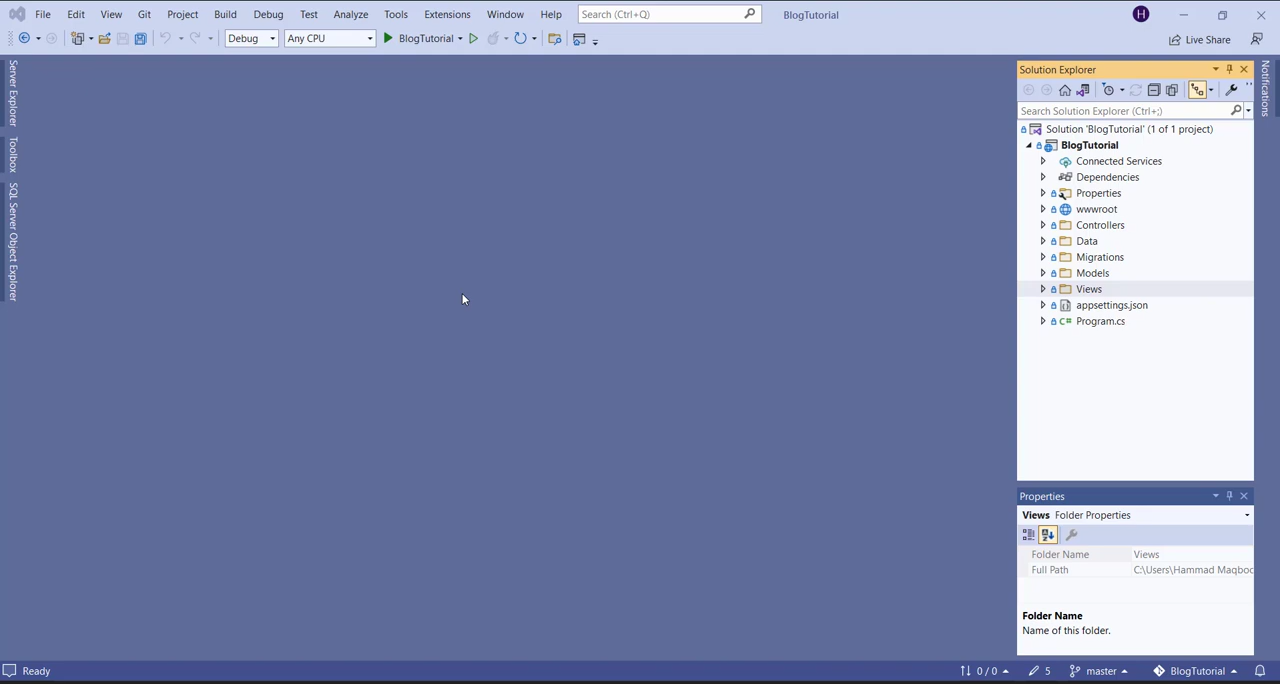 File Edit View Git Project Build Debug Test Analyze Tools Extensions Window Help Search (Ctrl+Q) BlogTutorial H
Debug Any CPU BlogTutorial Live Share
Server Explorer
Toolbox
SQL Server Object Explorer
Solution Explorer
Notifications
Search Solution Explorer (Ctrl+;)
Solution 'BlogTutorial' (1 of 1 project)
BlogTutorial
Connected Services
Dependencies
Properties
wwwroot
Controllers
Data
Migrations
Models
Views
appsettings.json
C# Program.cs
Properties
Views Folder Properties
Folder Name Views
Full Path C:\Users\Hammad Maqboo
Folder Name
Name of this folder.
Ready 0 / 0 5 master BlogTutorial